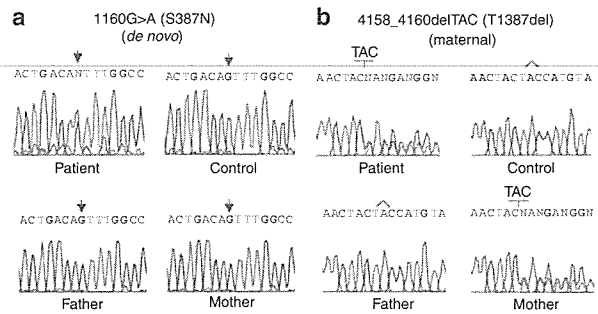 a
1160G>A (S387N)
(de novo)
ACTGACANTTTGGCC
ACTGACAGTTTGGCC
Patient
Control
ACTGACAGTTTGGCC
ACTGACAGTTTGGCC
Father
Mother
b
4158_4160delTAC (T1387del)
(maternal)
TAC
AACTACNANGANGGN
AACTACTACCATGTA
Patient
Control
TAC
AACTACTACCATGTA
AACTACNANGANGGN
Father
Mother